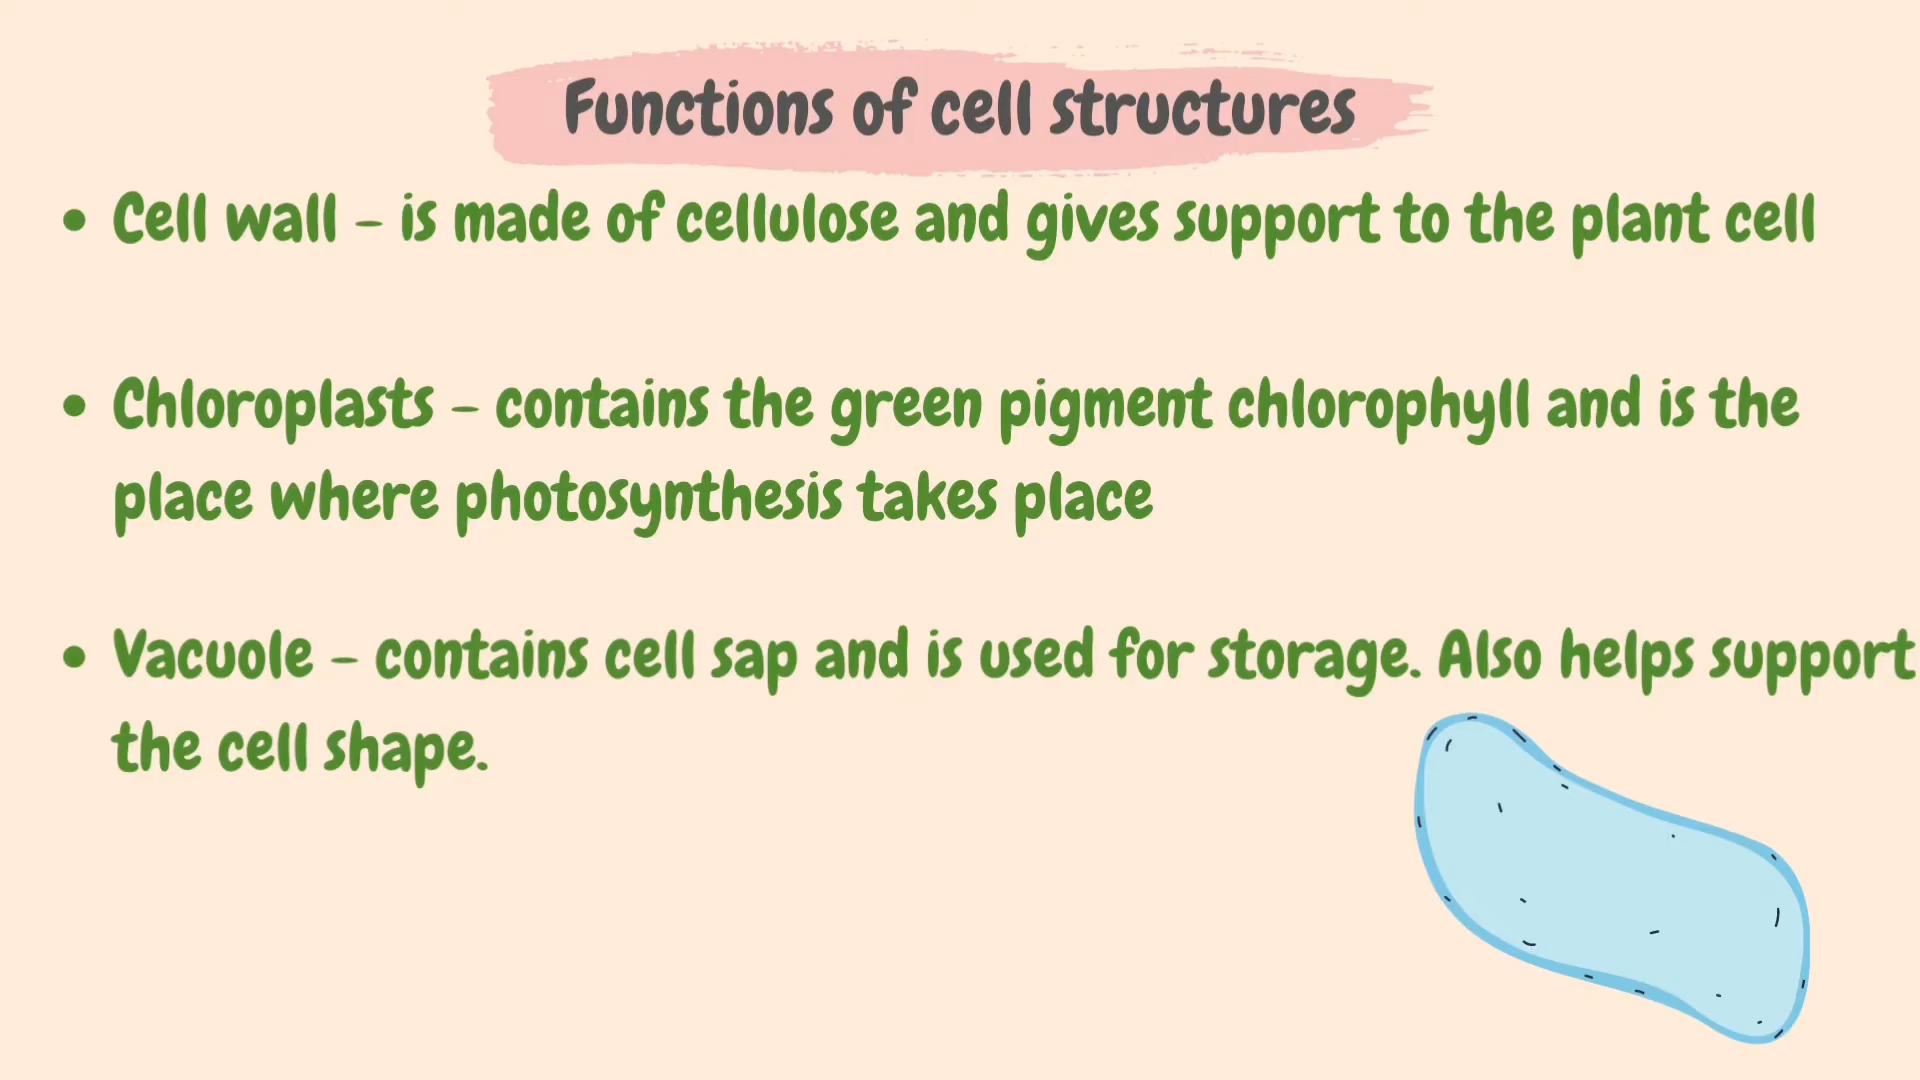 Functions of cell structures
• Cell wall – is made of cellulose and gives support to the plant cell
• Chloroplasts – contains the green pigment chlorophyll and is the
place where photosynthesis takes place
• Vacuole – contains cell sap and is used for storage. Also helps support
the cell shape.